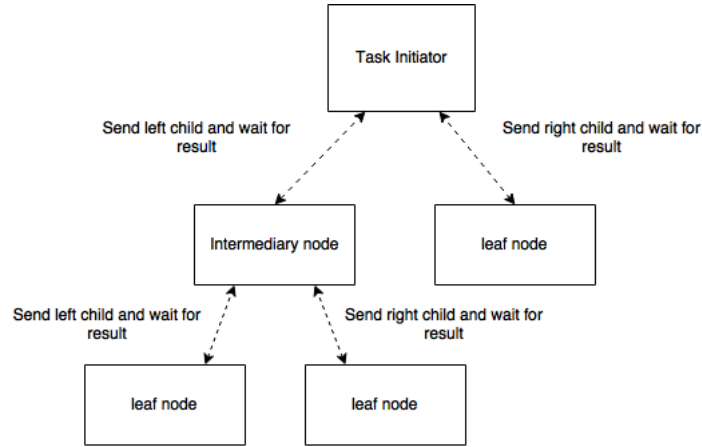 Task Initiator
Send left child and wait for
result
Send right child and wait for
result
Intermediary node
leaf node
Send left child and wait for
result
Send right child and wait for
result
leaf node
leaf node